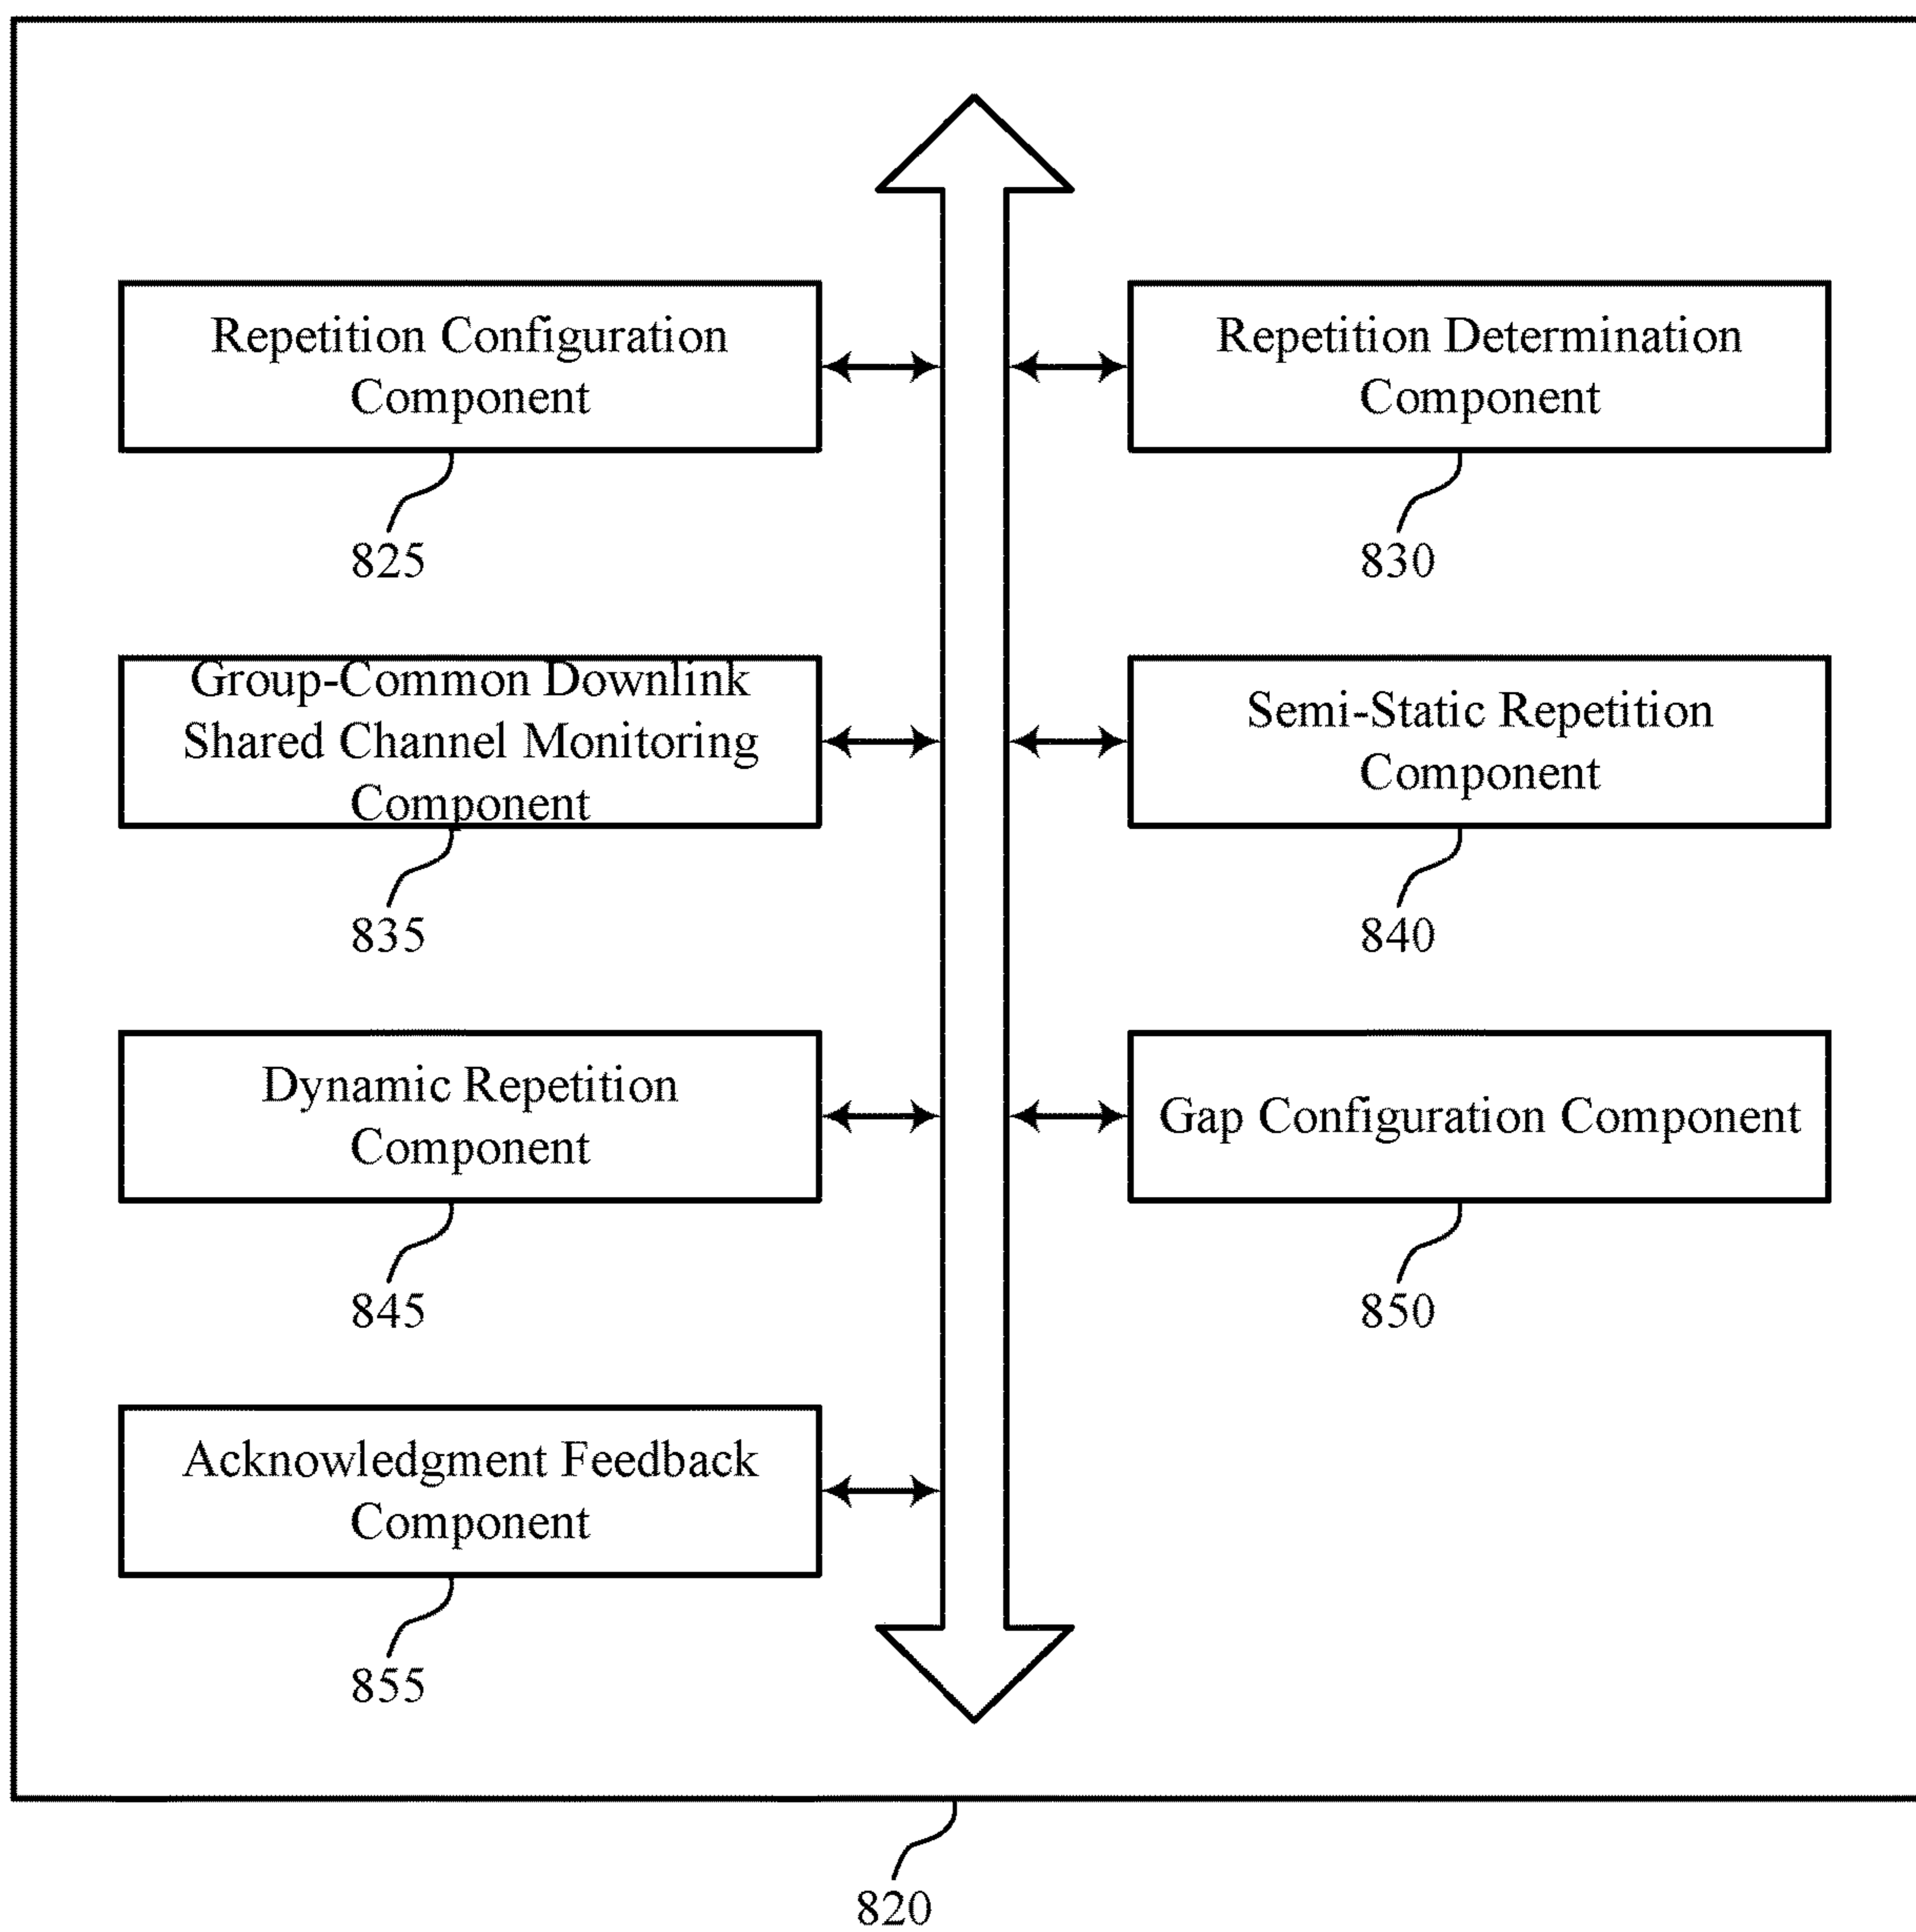 Repetition Configuration
Component
825
Repetition Determination
Component
830
Group-Common Downlink
Shared Channel Monitoring
Component
835
Semi-Static Repetition
Component
840
Dynamic Repetition
Component
845
Gap Configuration Component
850
Acknowledgment Feedback
Component
855
820